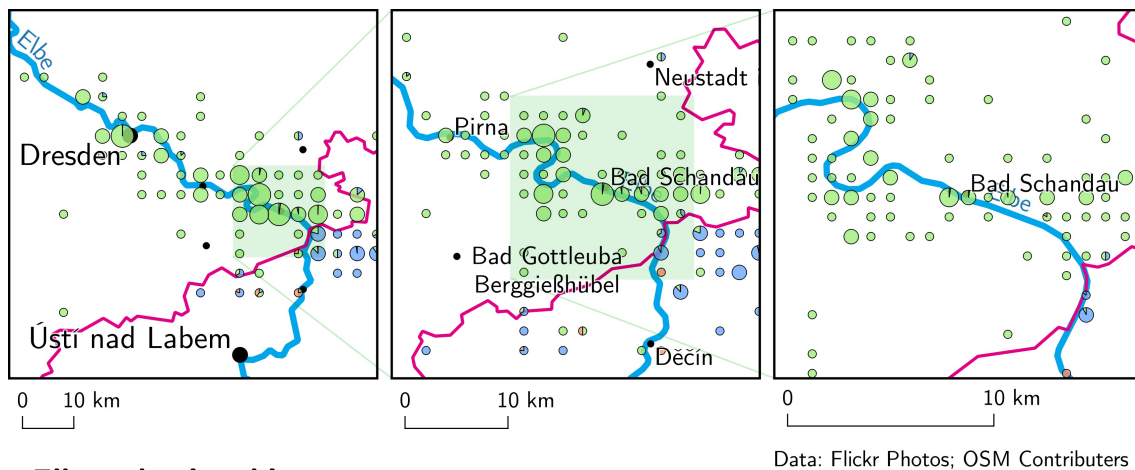 Elbe
Dresden
Ústí nad Labem
0 10 km
Neustadt i
Pirna
Bad Schandau
Elbe
Bad Gottleuba
Berggießhübel
Děčín
0 10 km
Bad Schandau
Elbe
0 10 km
Data: Flickr Photos; OSM Contributers